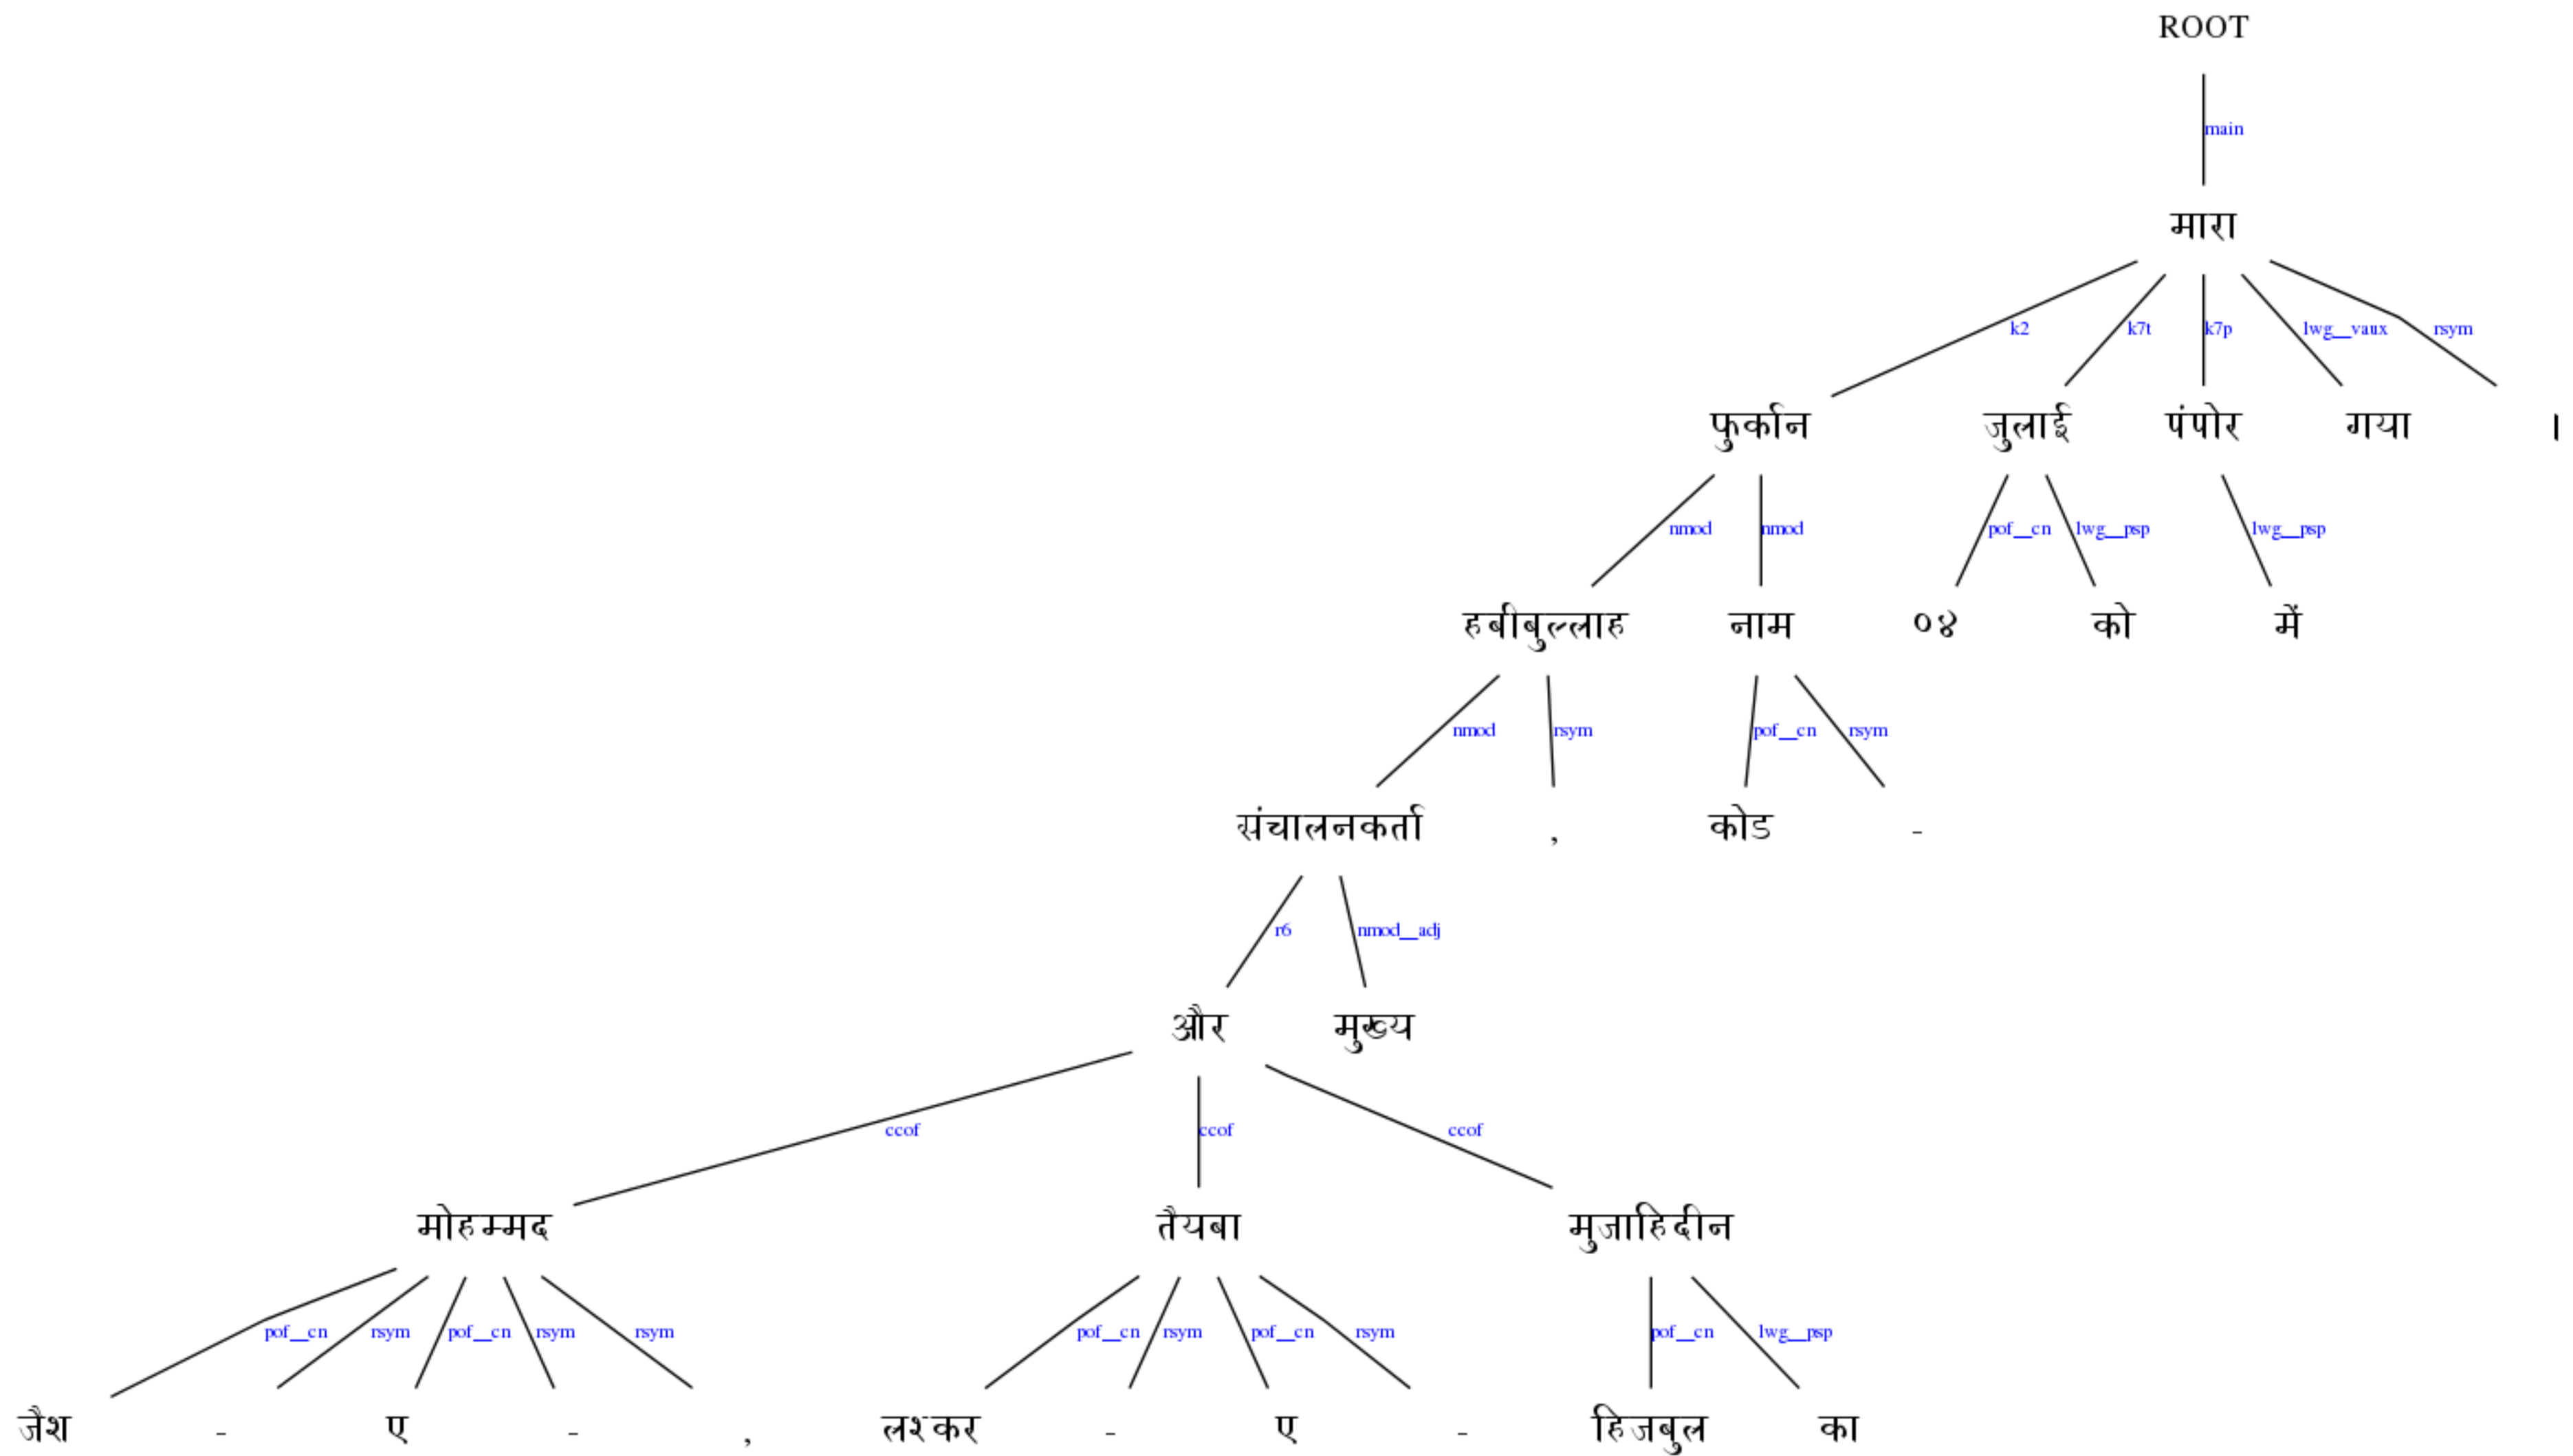 ROOT
main
मारा
k2 k7t k7p lwg__vaux rsym
फुर्कान जुलाई पंपोर गया ।
nmod nmod pof__cn lwg__psp lwg__psp
हबीबुल्लाह नाम ०४ को में
nmod rsym pof__cn rsym
संचालनकर्ता , कोड -
r6 nmod__adj
और मुख्य
ccof ccof ccof
मोहम्मद तैयबा मुजाहिदीन
pof__cn rsym pof__cn rsym rsym pof__cn rsym pof__cn rsym pof__cn lwg__psp
जैश - ए - , लश्कर - ए - हिजबुल का